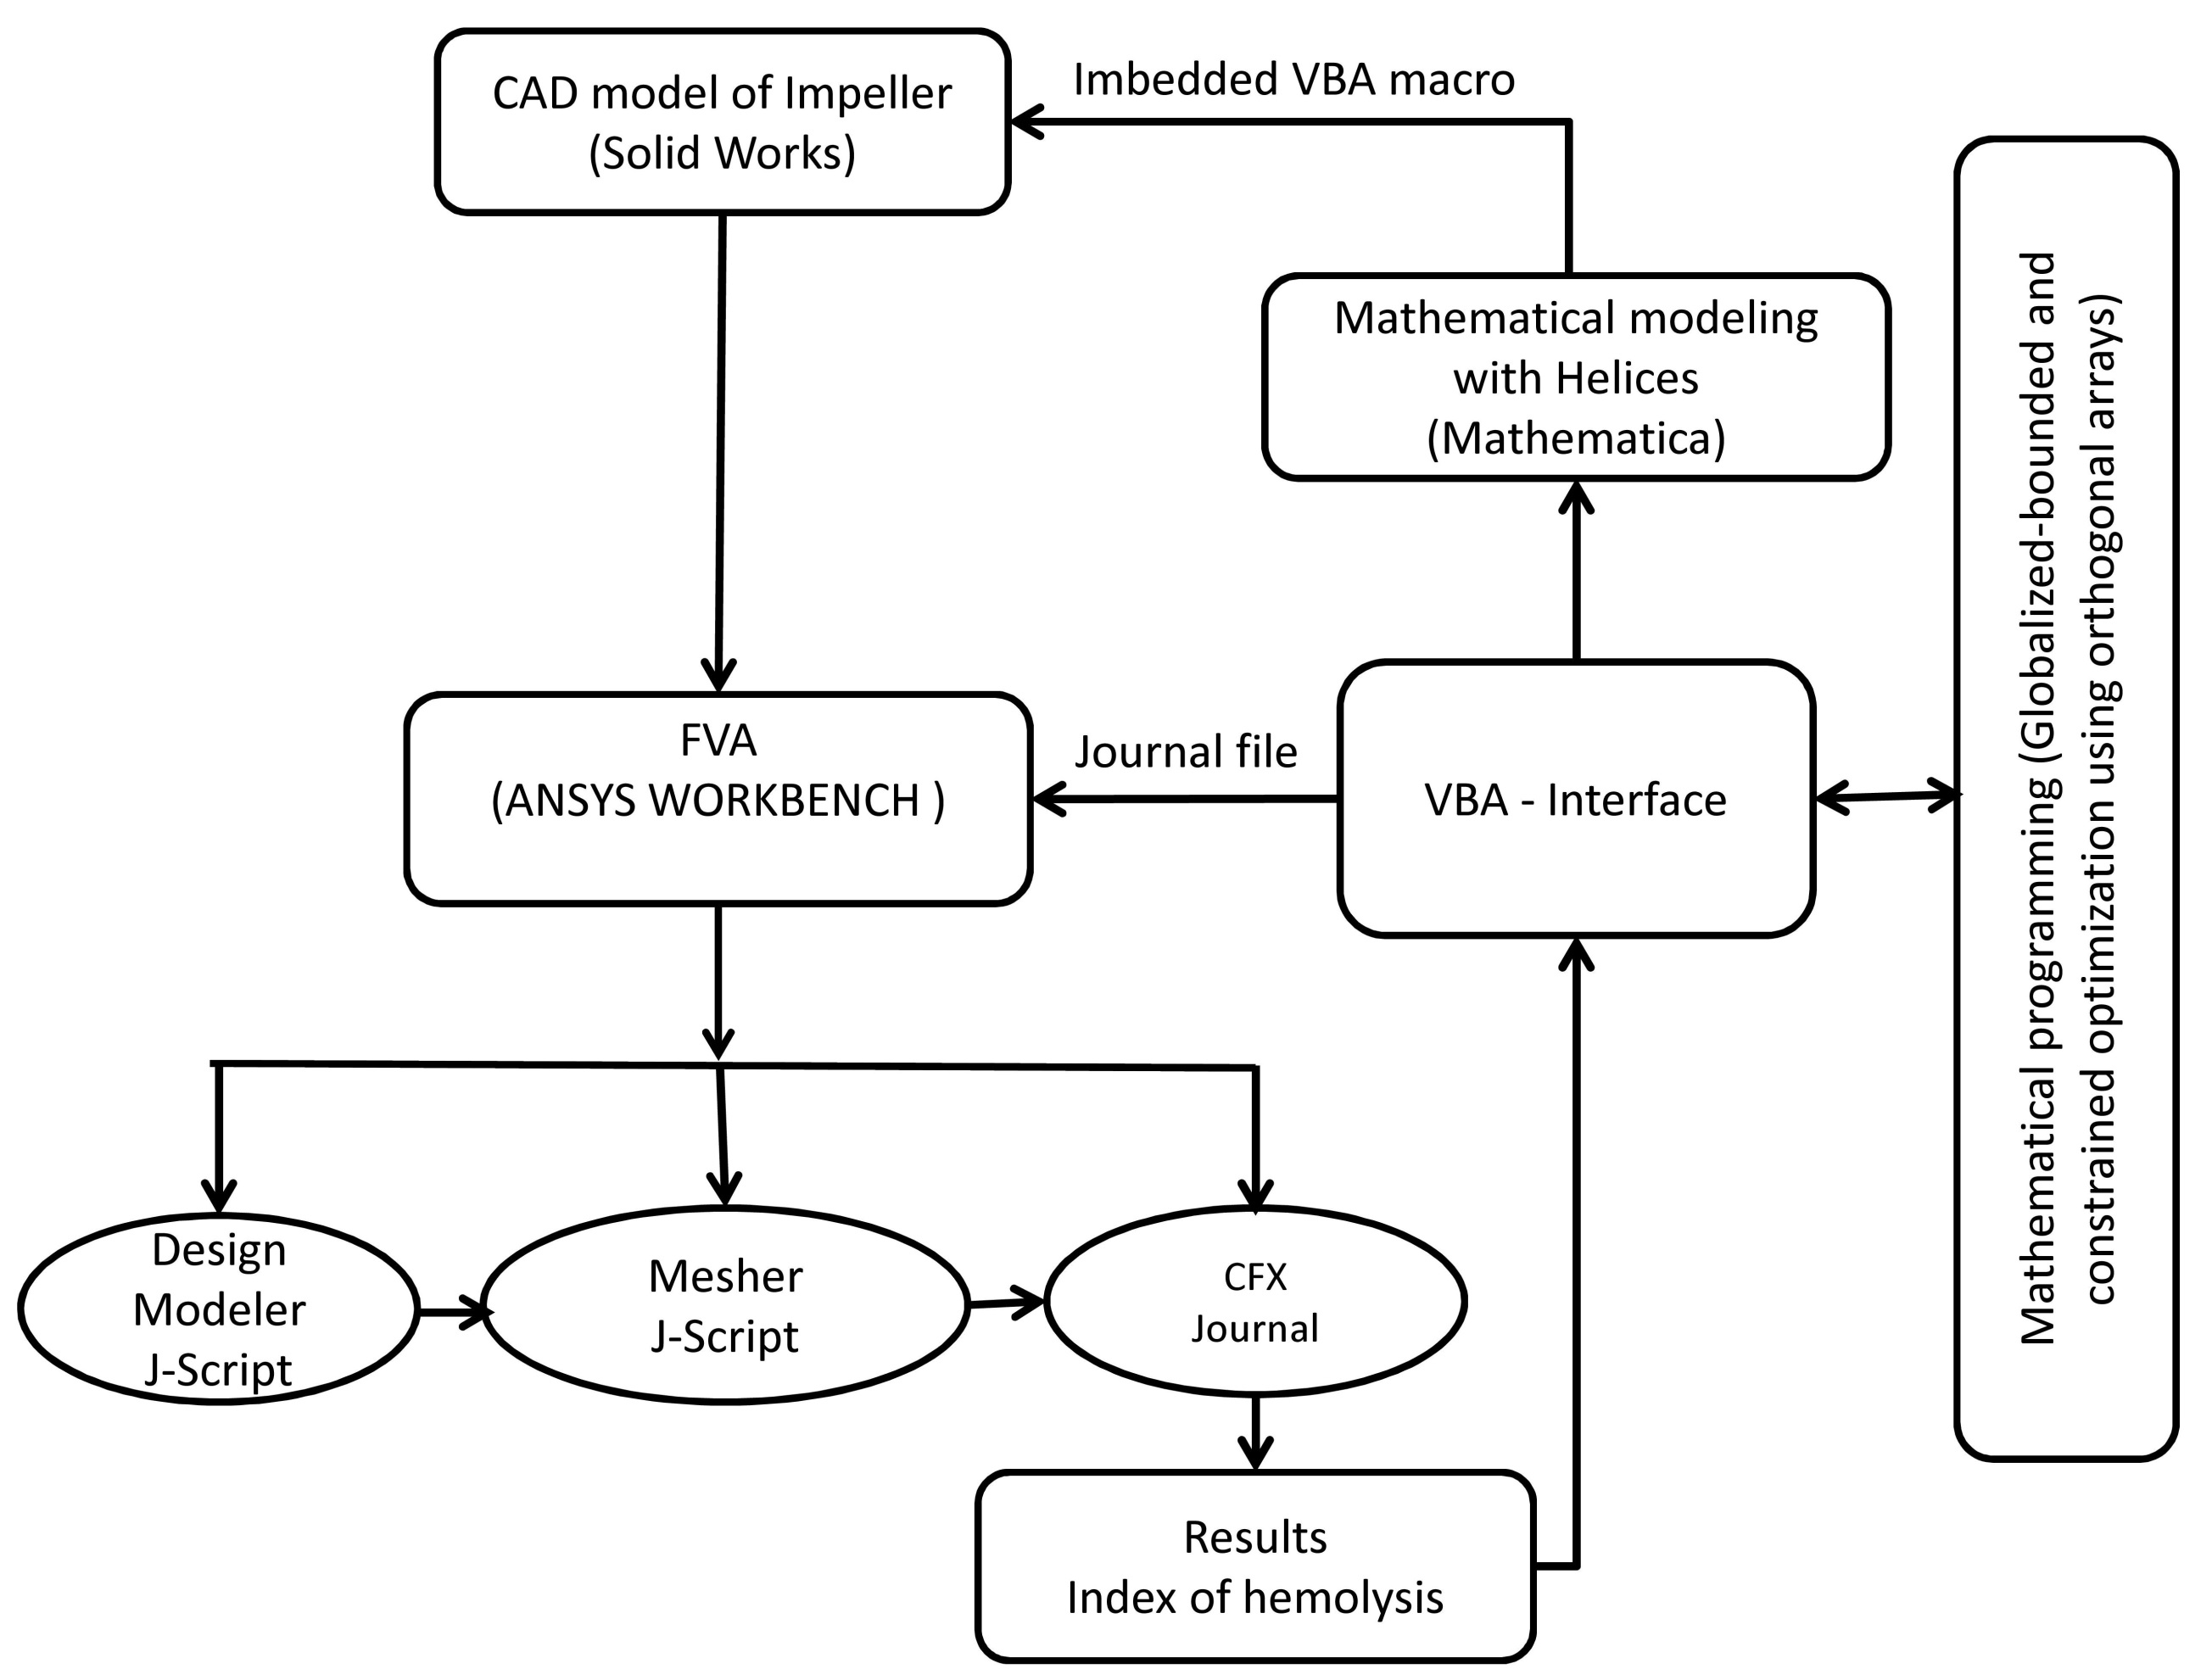 CAD model of Impeller
(Solid Works)
Imbedded VBA macro
Mathematical modeling
with Helices
(Mathematica)
FVA
(ANSYS WORKBENCH )
Journal file
VBA - Interface
Mathematical programming (Globalized-bounded and
constrained optimization using orthogonal arrays)
Design
Modeler
J-Script
Mesher
J-Script
CFX
Journal
Results
Index of hemolysis